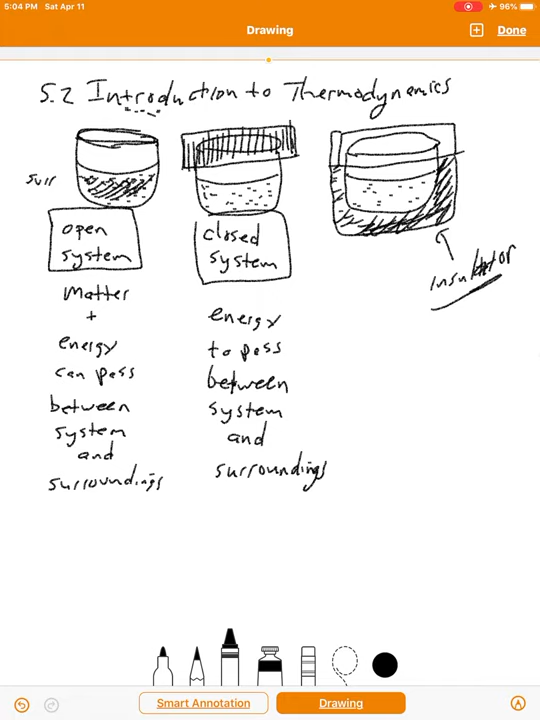 5:04 PM Sat Apr 11
96%
Drawing
Done
5.2 Introduction to Thermodynamics
surr
open
system
Matter
+
energy
can pass
between
system
and
surroundings
closed
system
energy
to pass
between
system
and
surroundings
insulator
Smart Annotation
Drawing